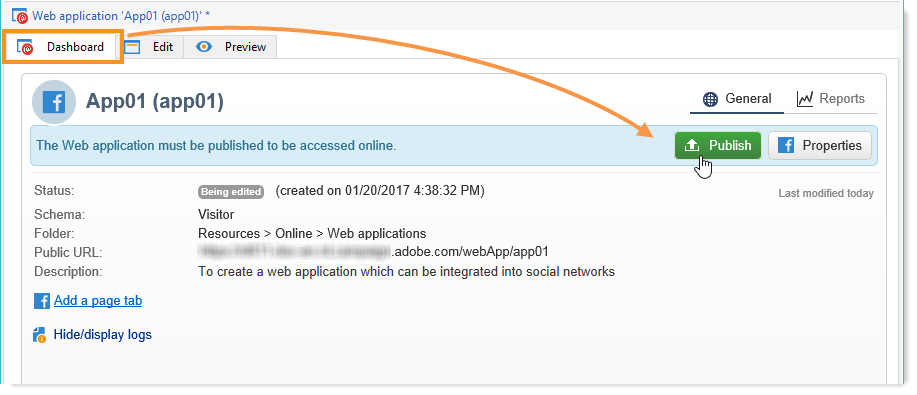 Web application 'App01 (app01)' *
Dashboard Edit Preview
App01 (app01)
General Reports
The Web application must be published to be accessed online.
Publish Properties
Status: Being edited (created on 01/20/2017 4:38:32 PM)
Last modified today
Schema: Visitor
Folder: Resources > Online > Web applications
Public URL: .adobe.com/webApp/app01
Description: To create a web application which can be integrated into social networks
Add a page tab
Hide/display logs